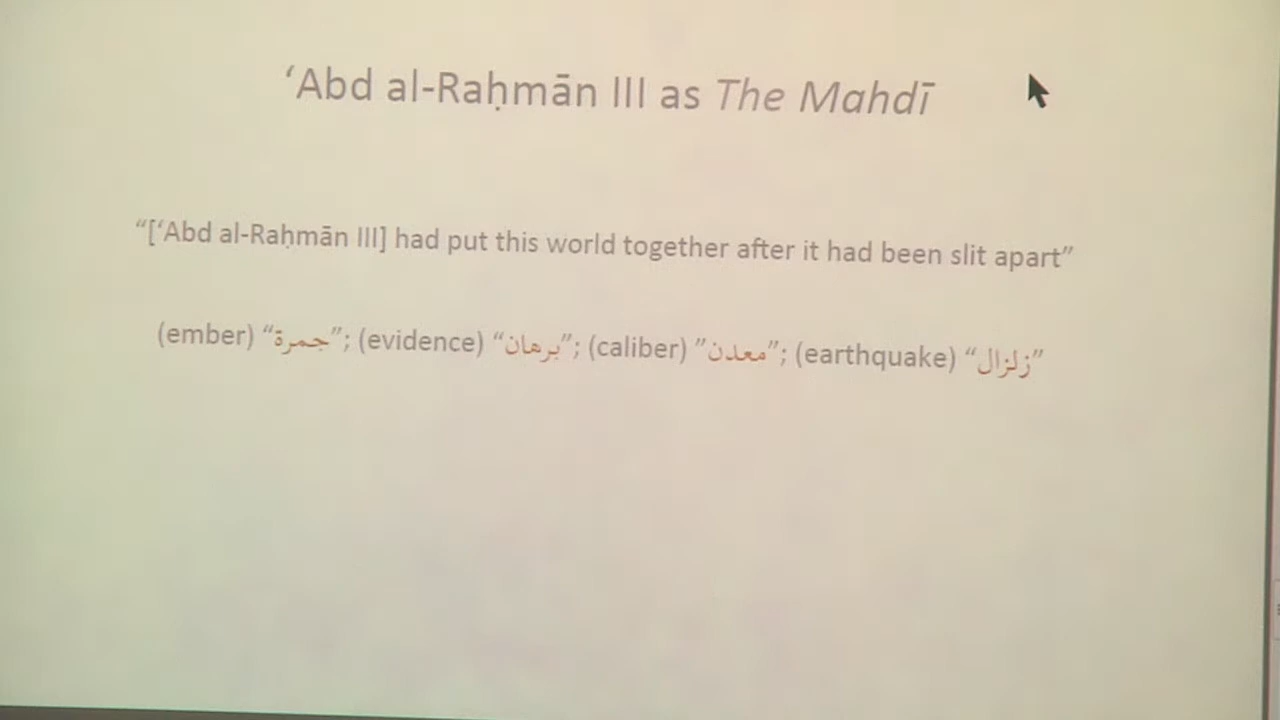 ‘Abd al-Raḥmān III as The Mahdī
“[‘Abd al-Raḥmān III] had put this world together after it had been slit apart”
(ember) “جمرة”; (evidence) “برهان”; (caliber) ”معدن”; (earthquake) “زلزال”